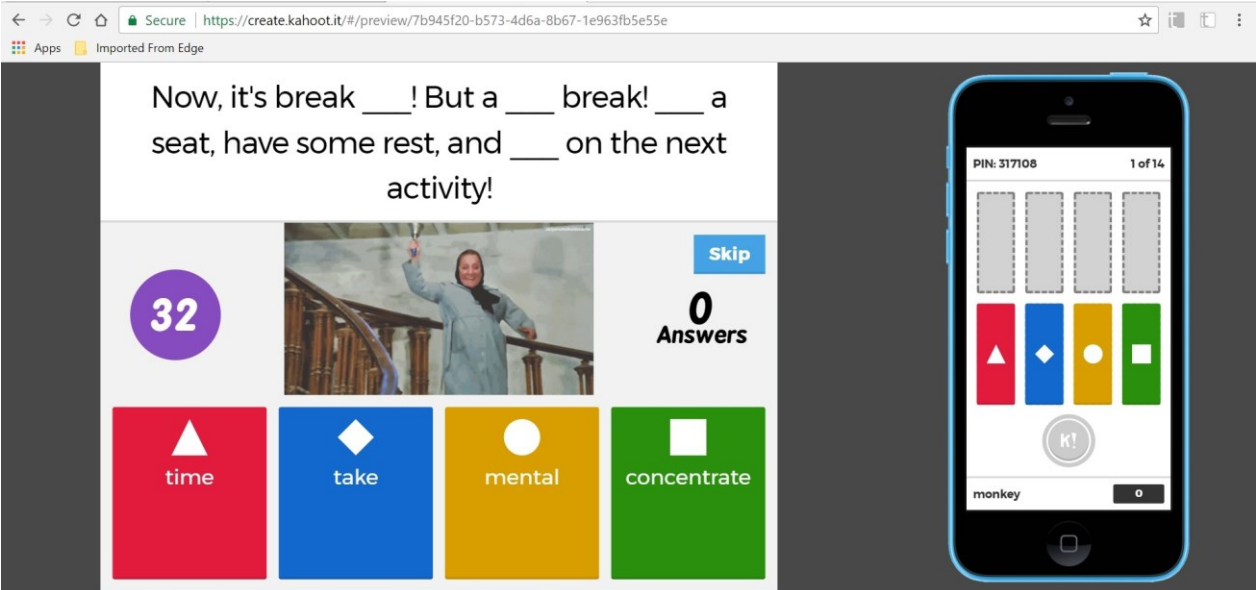 Secure https://create.kahoot.it/#/preview/7b945f20-b573-4d6a-8b67-1e963fb5e55e
Apps Imported From Edge
Now, it's break ___! But a ___ break! ___ a
seat, have some rest, and ___ on the next
activity!
32
Skip
0
Answers
time
take
mental
concentrate
PIN: 317108 1 of 14
K!
monkey 0